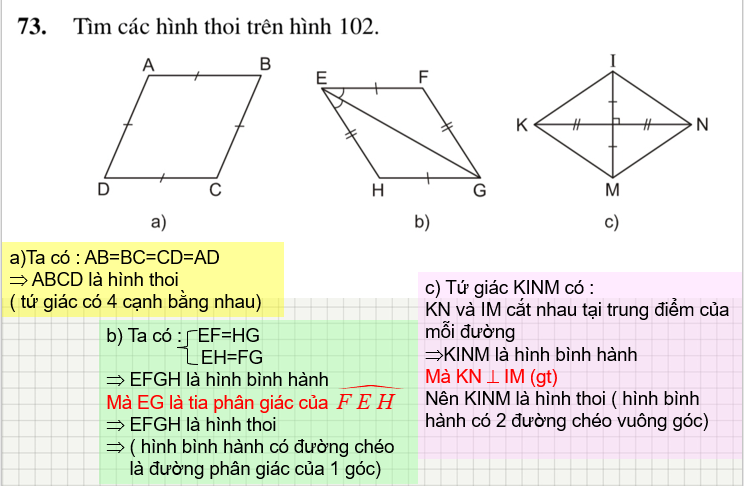 73. Tìm các hình thoi trên hình 102.
A
B
D
C
a)
E
F
H
G
b)
I
K
N
M
c)
a)Ta có : AB=BC=CD=AD
⇒ ABCD là hình thoi
( tứ giác có 4 cạnh bằng nhau)
b) Ta có : EF=HG
EH=FG
⇒ EFGH là hình bình hành
Mà EG là tia phân giác của F E H
⇒ EFGH là hình thoi
⇒ ( hình bình hành có đường chéo
là đường phân giác của 1 góc)
c) Tứ giác KINM có :
KN và IM cắt nhau tại trung điểm của
mỗi đường
⇒KINM là hình bình hành
Mà KN ⊥ IM (gt)
Nên KINM là hình thoi ( hình bình
hành có 2 đường chéo vuông góc)